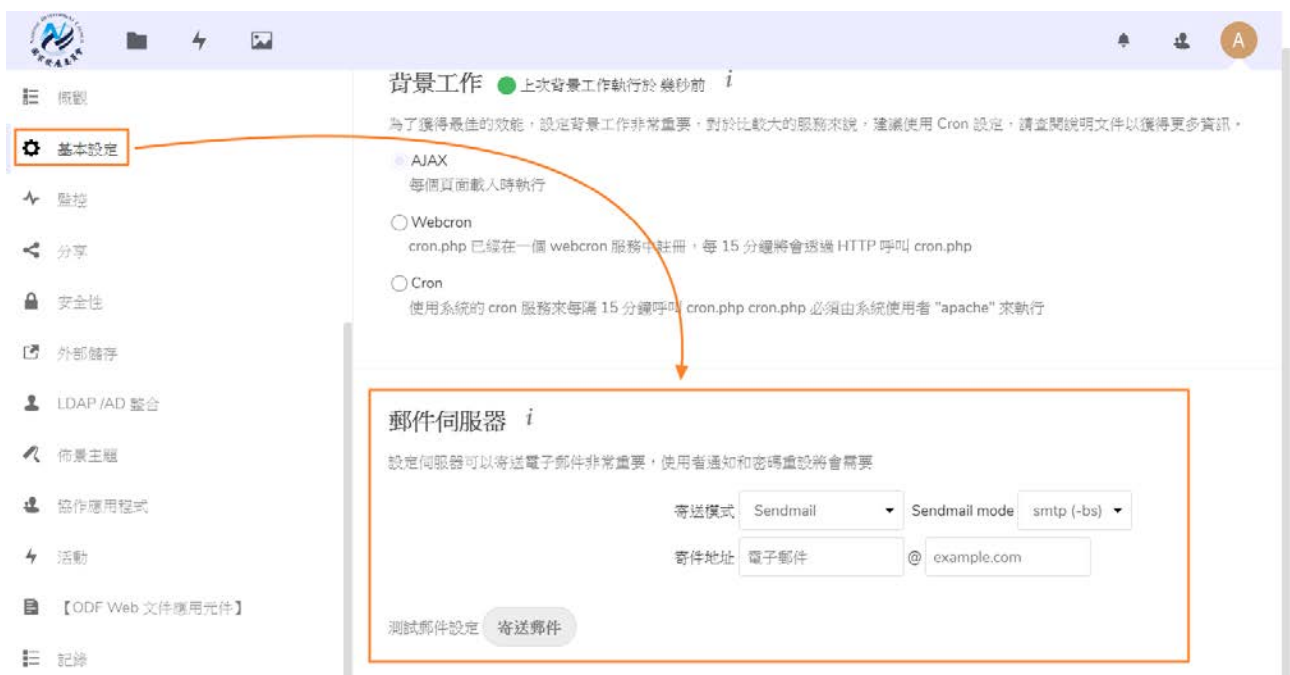 A
概觀
基本設定
監控
分享
安全性
外部儲存
LDAP /AD 整合
佈景主題
協作應用程式
活動
【ODF Web 文件應用元件】
記錄
背景工作 上次背景工作執行於 幾秒前 i
為了獲得最佳的效能，設定背景工作非常重要，對於比較大的服務來說，建議使用 Cron 設定，請查閱說明文件以獲得更多資訊。
AJAX
每個頁面載入時執行
Webcron
cron.php 已經在一個 webcron 服務中註冊，每 15 分鐘將會透過 HTTP 呼叫 cron.php
Cron
使用系統的 cron 服務來每隔 15 分鐘呼叫 cron.php cron.php 必須由系統使用者 "apache" 來執行
郵件伺服器 i
設定伺服器可以寄送電子郵件非常重要，使用者通知和密碼重設將會需要
寄送模式 Sendmail Sendmail mode smtp (-bs)
寄件地址 電子郵件 @ example.com
測試郵件設定 寄送郵件